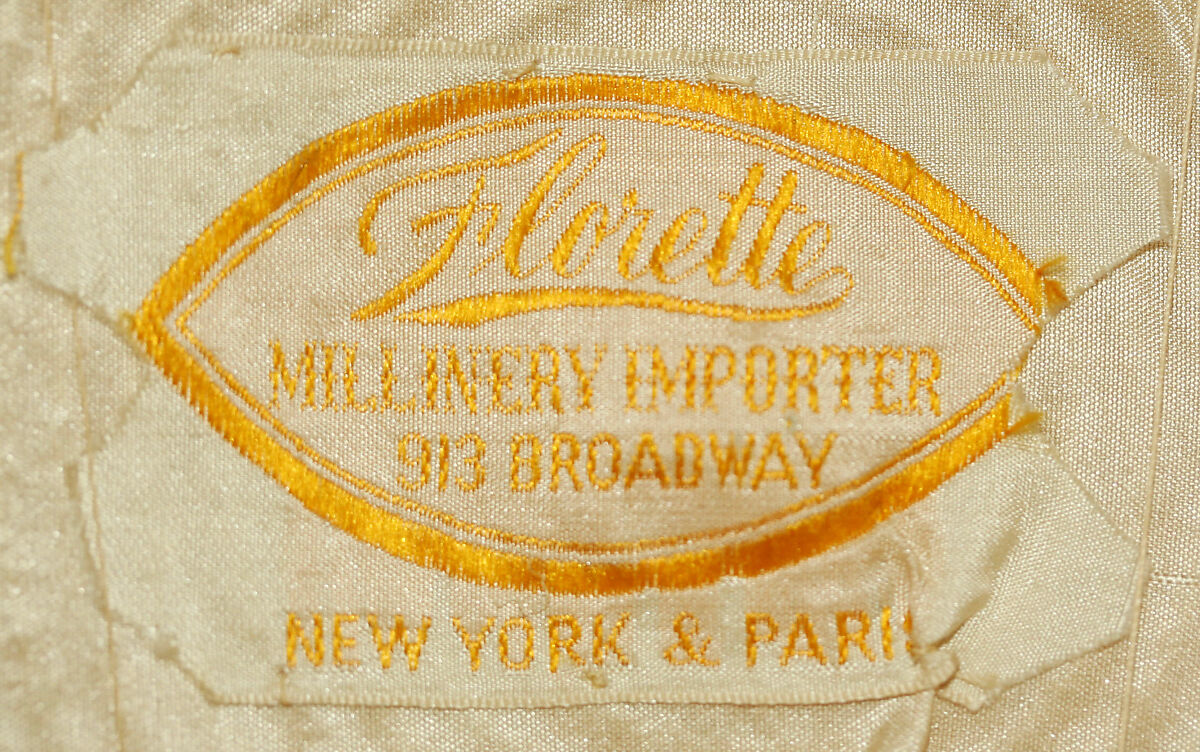 Florette
MILLINERY IMPORTER
913 BROADWAY
NEW YORK & PARI